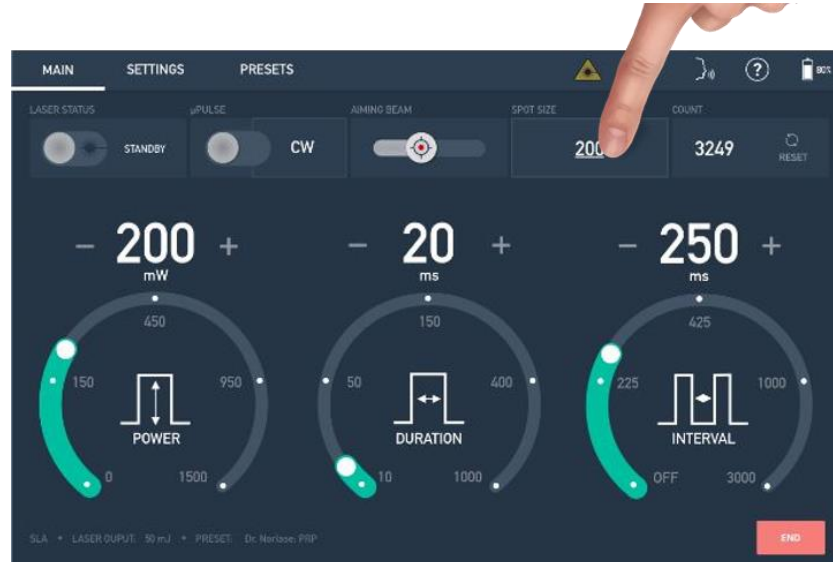 MAIN SETTINGS PRESETS ? 80%
LASER STATUS µPULSE AIMING BEAM SPOT SIZE COUNT
STANDBY CW 200 3249 RESET
− 200 + − 20 + − 250 +
mW ms ms
450 150 425
150 950 50 400 225 1000
POWER DURATION INTERVAL
0 1500 10 1000 OFF 3000
SLA • LASER OUPUT: 50 mJ • PRESET: Dr. Norlase: PRP END